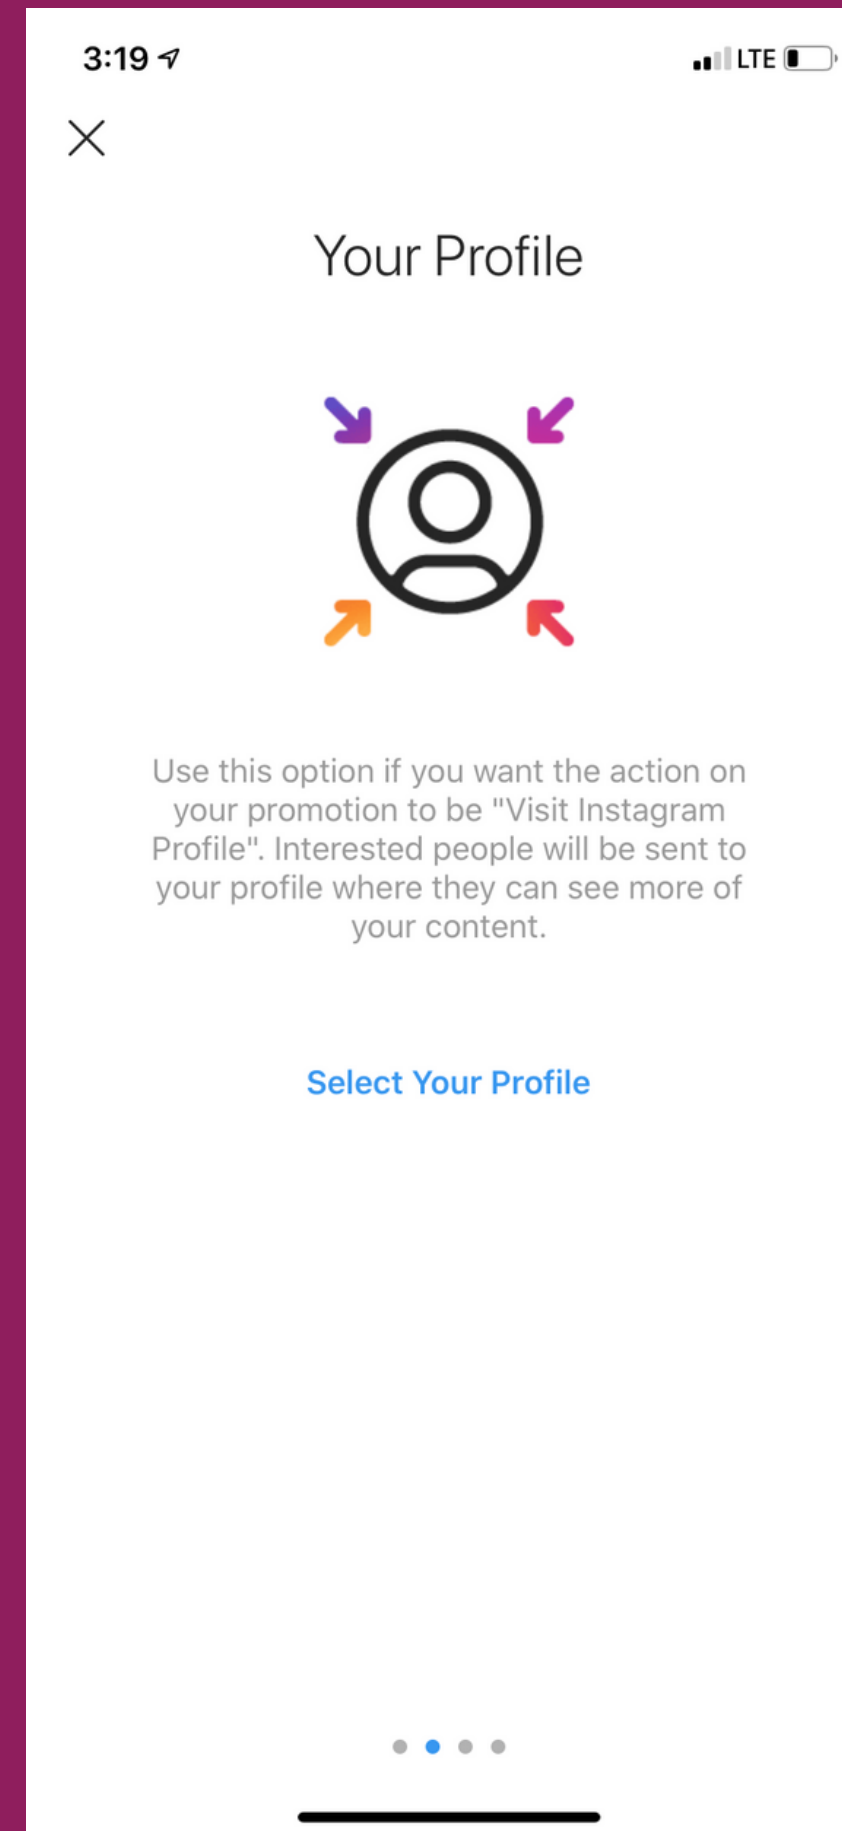 3:19 LTE
Your Profile
Use this option if you want the action on
your promotion to be "Visit Instagram
Profile". Interested people will be sent to
your profile where they can see more of
your content.
Select Your Profile